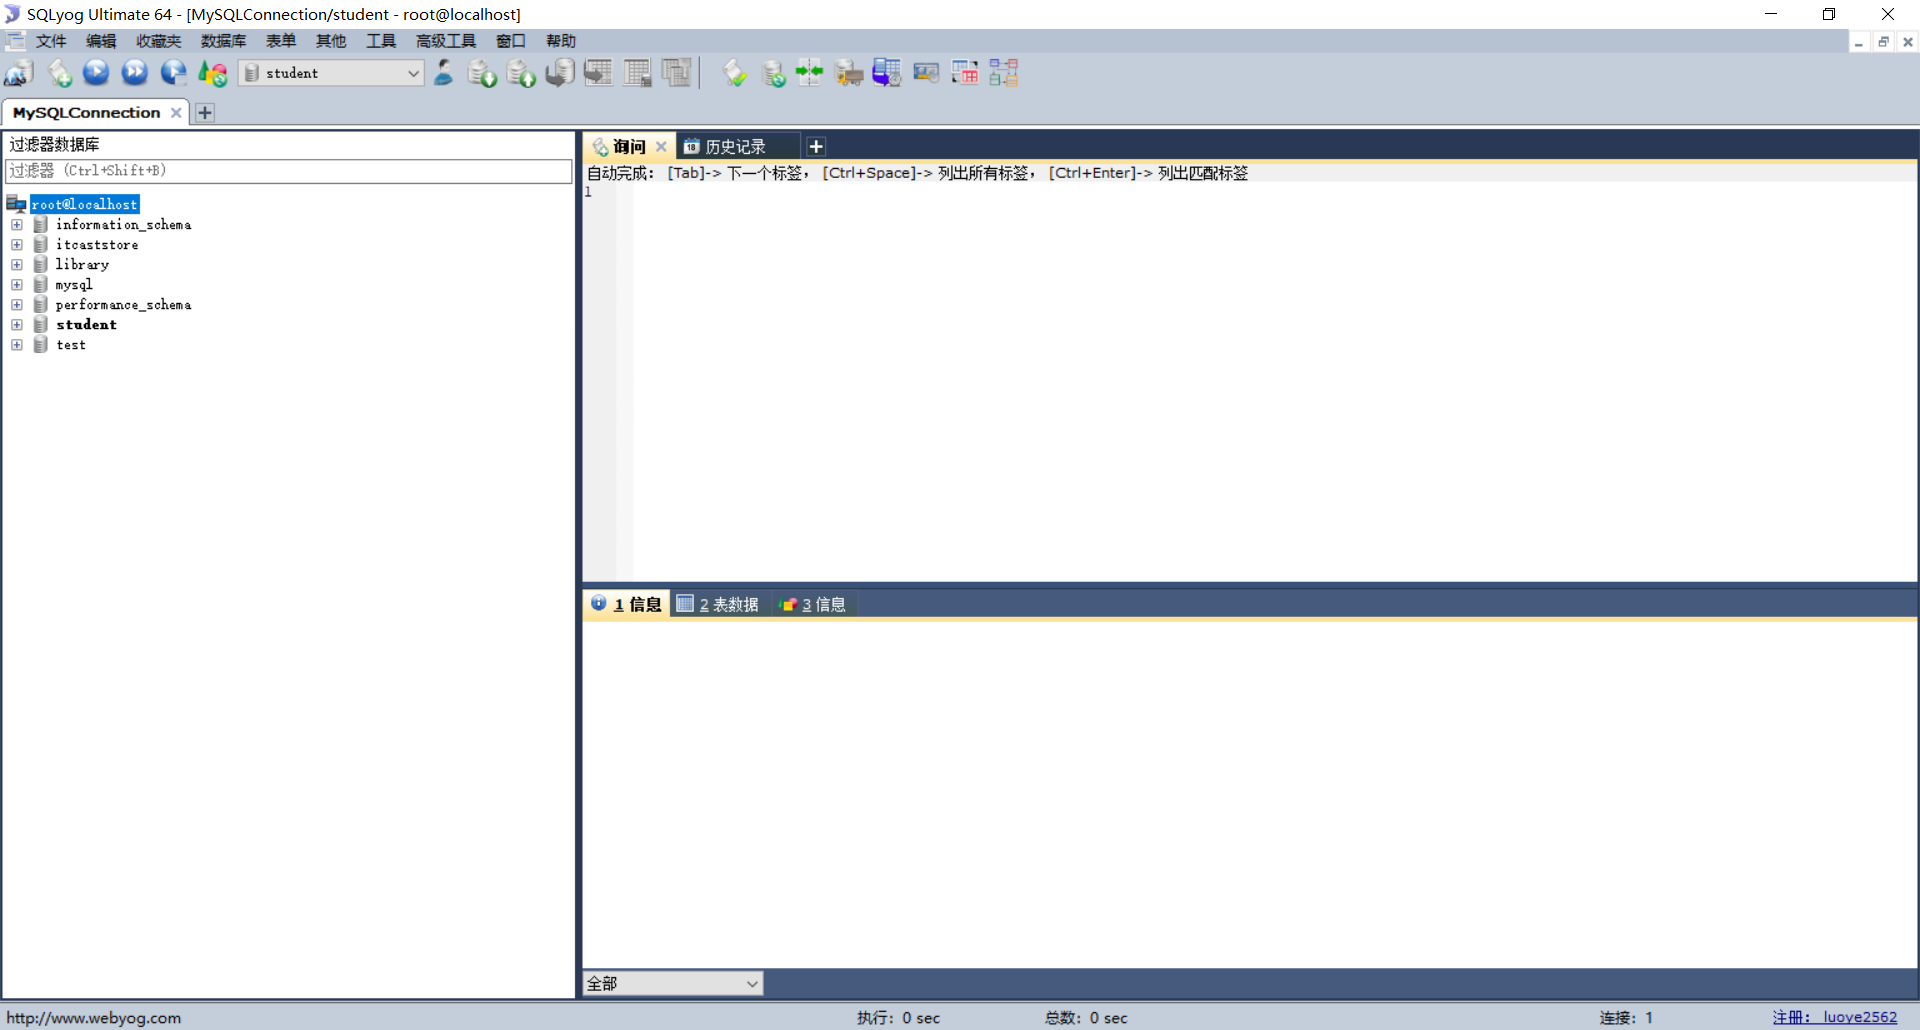 SQLyog Ultimate 64 - [MySQLConnection/student - root@localhost]
文件 编辑 收藏夹 数据库 表单 其他 工具 高级工具 窗口 帮助
student
MySQLConnection
过滤器数据库
过滤器 (Ctrl+Shift+B)
root@localhost
information_schema
itcaststore
library
mysql
performance_schema
student
test
询问 18 历史记录
自动完成: [Tab]-> 下一个标签, [Ctrl+Space]-> 列出所有标签, [Ctrl+Enter]-> 列出匹配标签
1
1 信息 2 表数据 3 信息
全部
http://www.webyog.com 执行: 0 sec 总数: 0 sec 连接: 1 注册: luoye2562